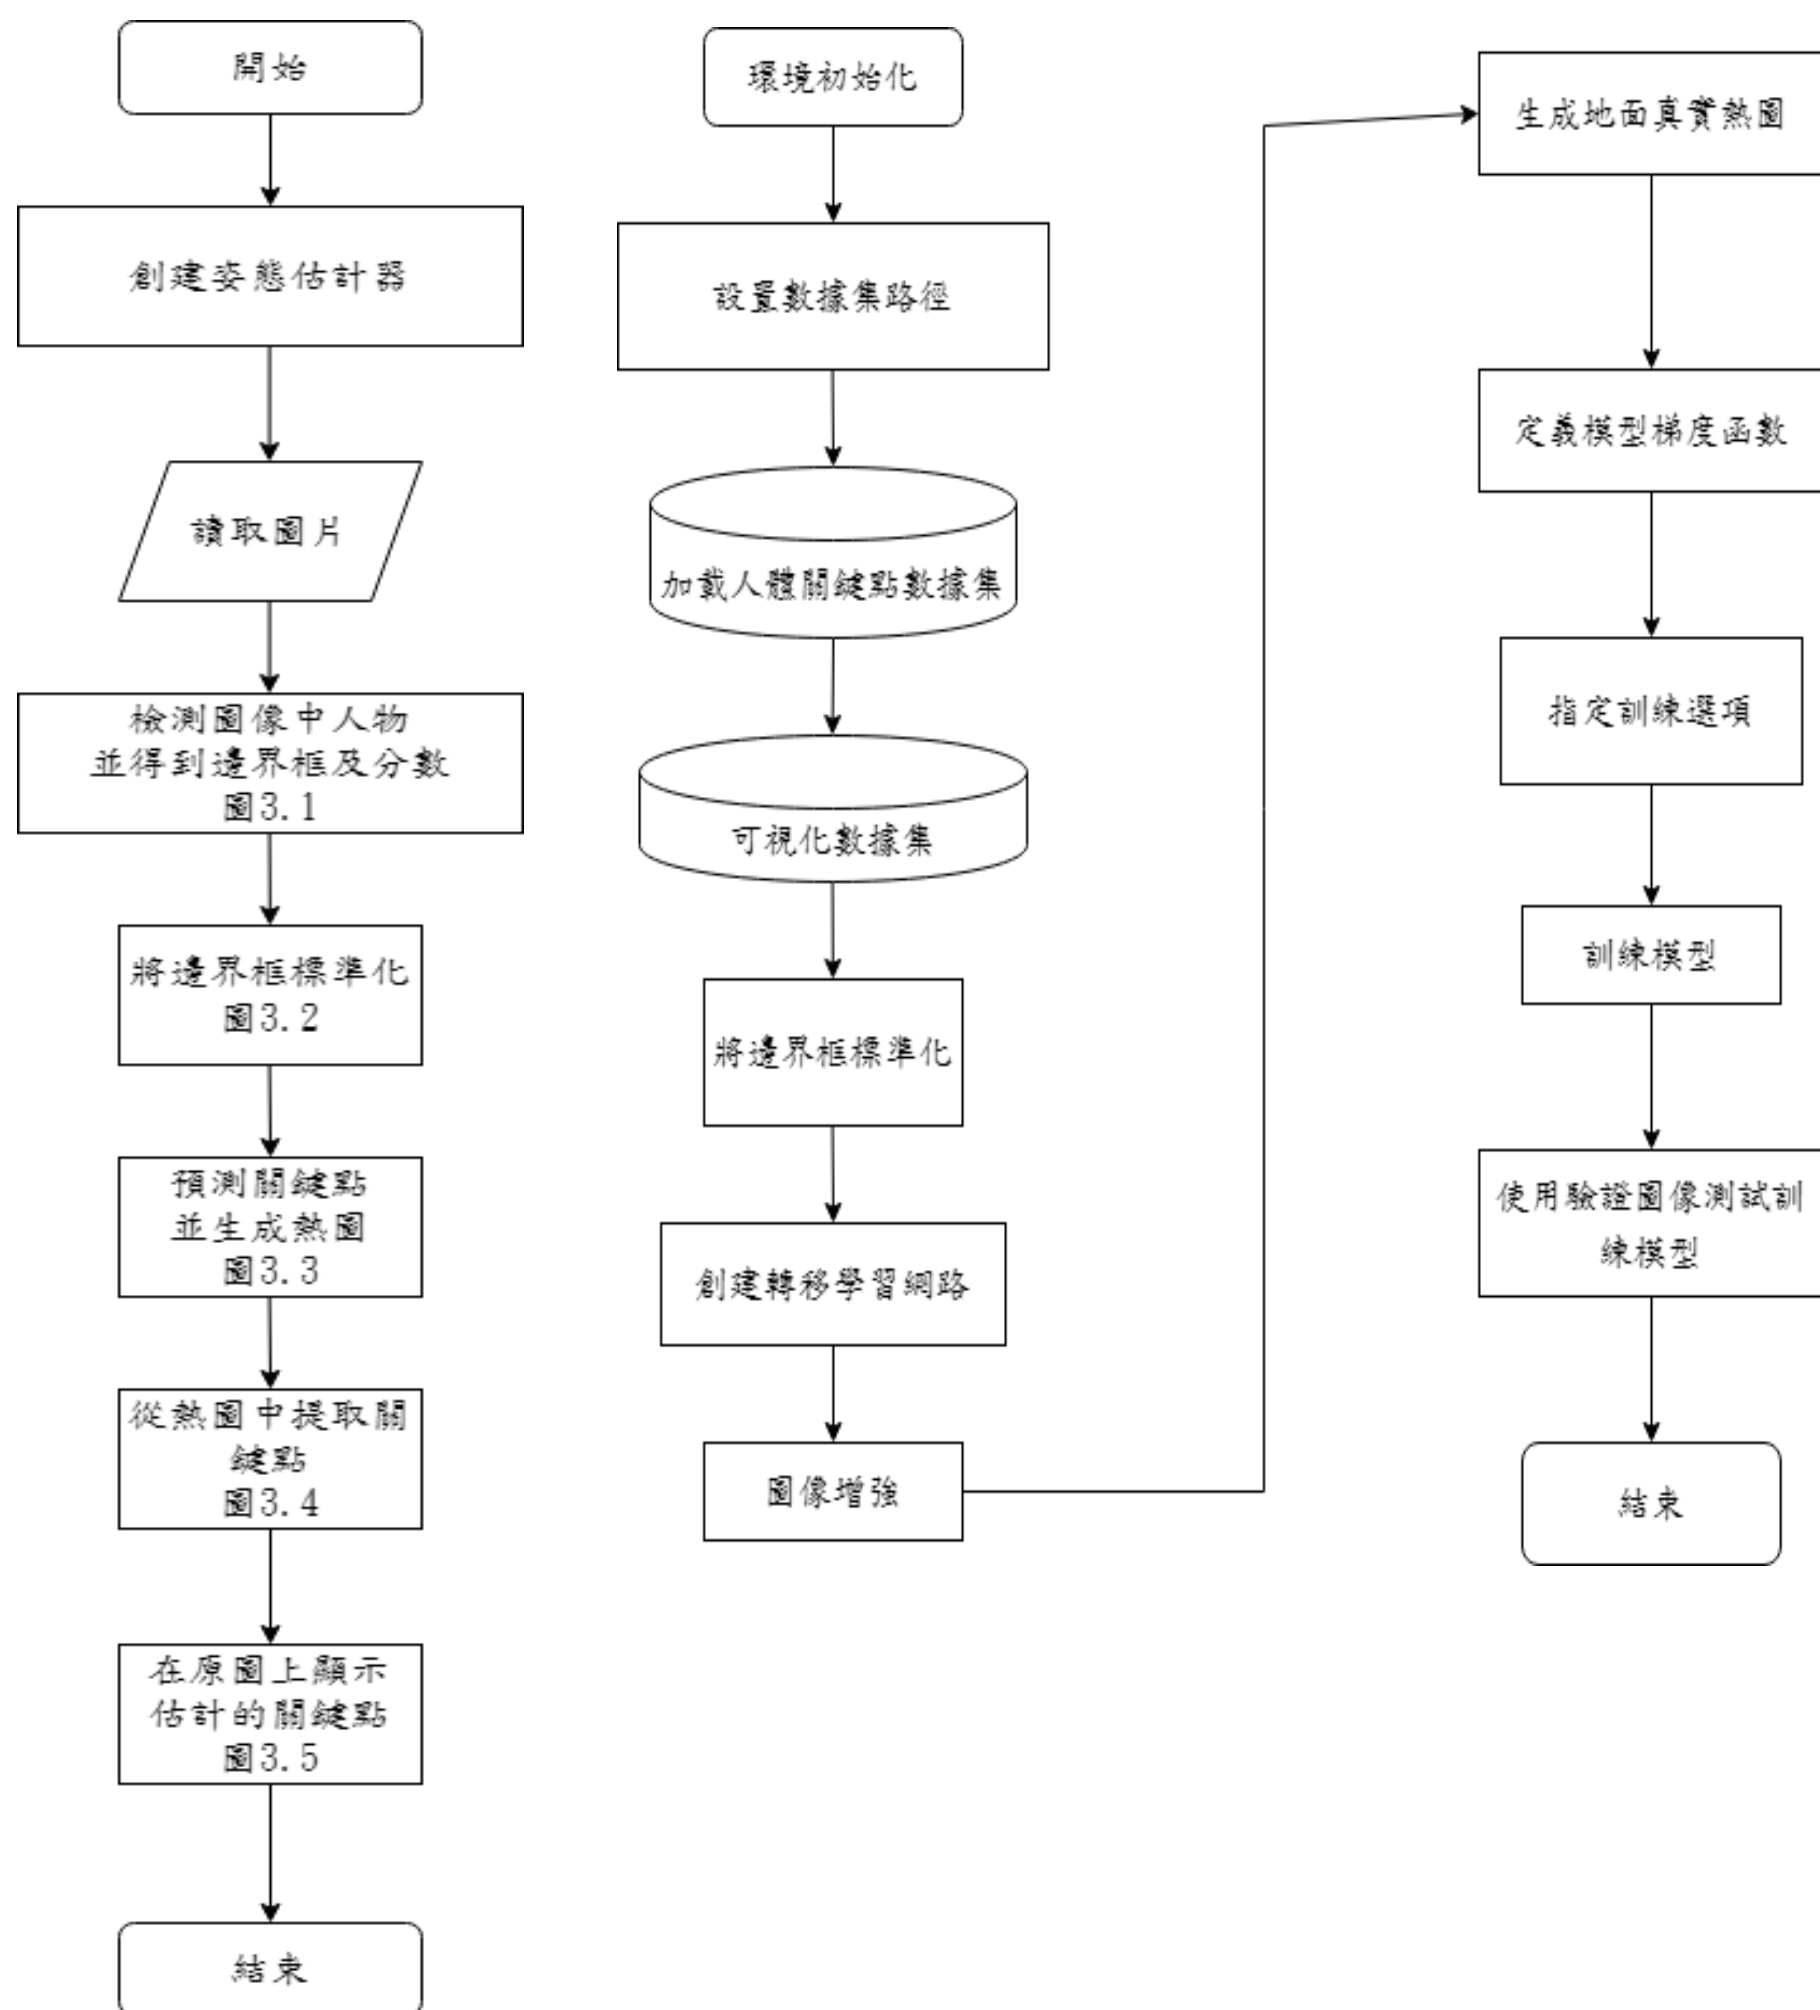 開始
創建姿態估計器
讀取圖片
檢測圖像中人物
並得到邊界框及分數
圖3.1
將邊界框標準化
圖3.2
預測關鍵點
並生成熱圖
圖3.3
從熱圖中提取關
鍵點
圖3.4
在原圖上顯示
估計的關鍵點
圖3.5
結束
環境初始化
設置數據集路徑
加載人體關鍵點數據集
可視化數據集
將邊界框標準化
創建轉移學習網路
圖像增強
生成地面真實熱圖
定義模型梯度函數
指定訓練選項
訓練模型
使用驗證圖像測試訓
練模型
結束